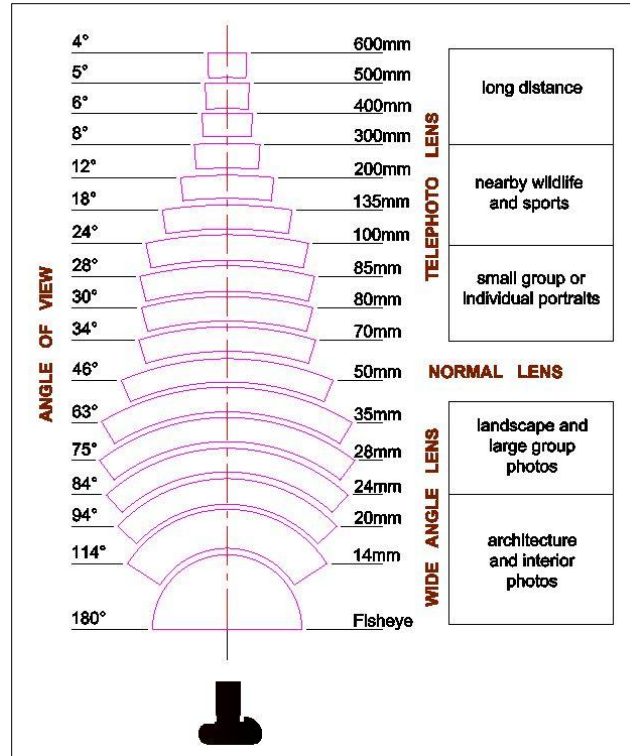 4° 600mm
5° 500mm
6° 400mm
8° 300mm
12° 200mm
18° 135mm
24° 100mm
28° 85mm
30° 80mm
34° 70mm
46° 50mm
63° 35mm
75° 28mm
84° 24mm
94° 20mm
114° 14mm
180° Fisheye
ANGLE OF VIEW
TELEPHOTO LENS
long distance
nearby wildlife
and sports
small group or
individual portraits
NORMAL LENS
WIDE ANGLE LENS
landscape and
large group
photos
architecture
and interior
photos